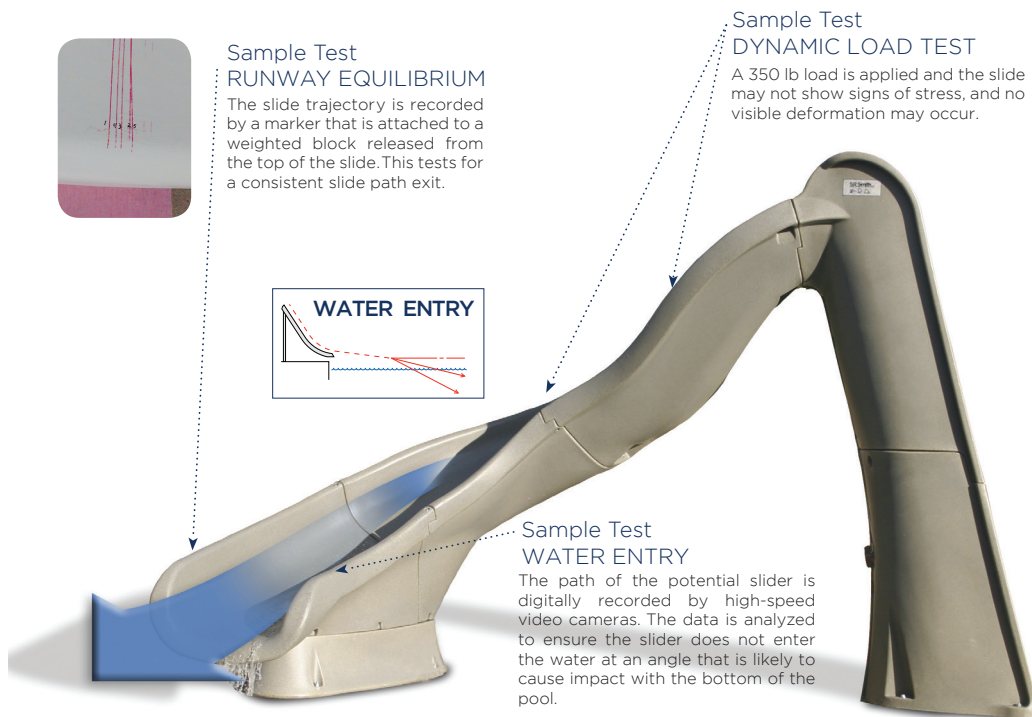 Sample Test
RUNWAY EQUILIBRIUM
The slide trajectory is recorded
by a marker that is attached to a
weighted block released from
the top of the slide. This tests for
a consistent slide path exit.
Sample Test
DYNAMIC LOAD TEST
A 350 lb load is applied and the slide
may not show signs of stress, and no
visible deformation may occur.
WATER ENTRY
Sample Test
WATER ENTRY
The path of the potential slider is
digitally recorded by high-speed
video cameras. The data is analyzed
to ensure the slider does not enter
the water at an angle that is likely to
cause impact with the bottom of the
pool.